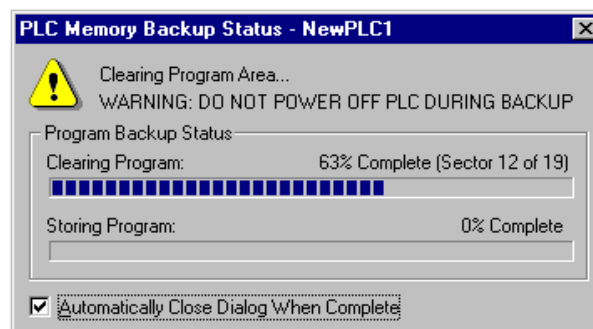 PLC Memory Backup Status - NewPLC1
Clearing Program Area...
WARNING: DO NOT POWER OFF PLC DURING BACKUP
Program Backup Status
Clearing Program: 63% Complete (Sector 12 of 19)
Storing Program: 0% Complete
Automatically Close Dialog When Complete